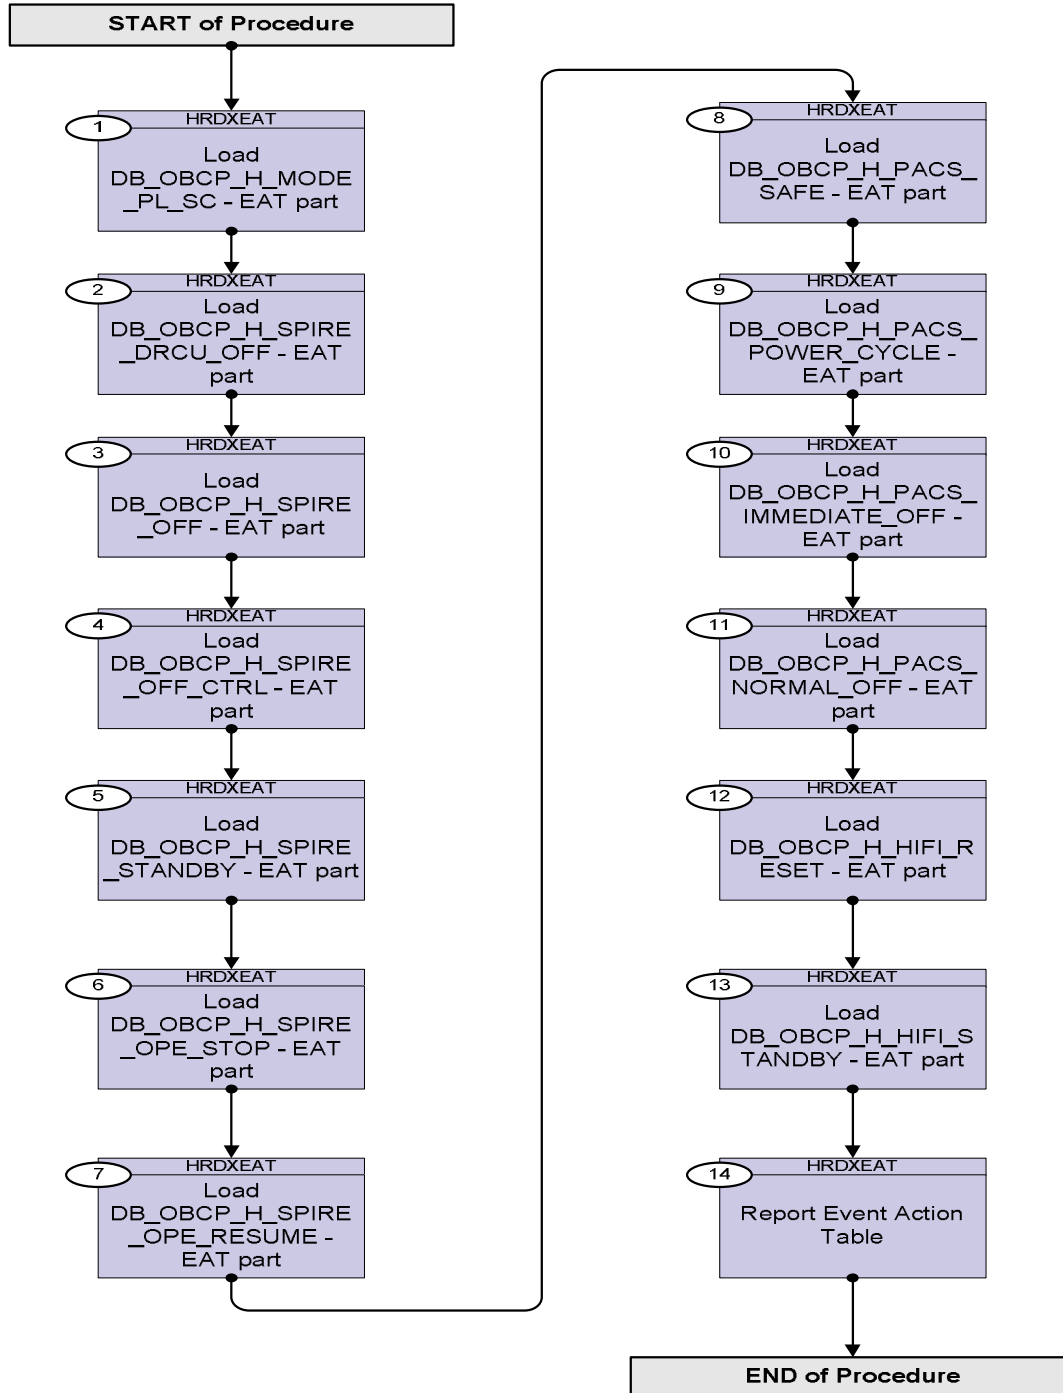 START of Procedure
1
HRDXEAT
Load
DB_OBCP_H_MODE
_PL_SC - EAT part
2
HRDXEAT
Load
DB_OBCP_H_SPIRE
_DRCU_OFF - EAT
part
3
HRDXEAT
Load
DB_OBCP_H_SPIRE
_OFF - EAT part
4
HRDXEAT
Load
DB_OBCP_H_SPIRE
_OFF_CTRL - EAT
part
5
HRDXEAT
Load
DB_OBCP_H_SPIRE
_STANDBY - EAT part
6
HRDXEAT
Load
DB_OBCP_H_SPIRE
_OPE_STOP - EAT
part
7
HRDXEAT
Load
DB_OBCP_H_SPIRE
_OPE_RESUME -
EAT part
8
HRDXEAT
Load
DB_OBCP_H_PACS_
SAFE - EAT part
9
HRDXEAT
Load
DB_OBCP_H_PACS_
POWER_CYCLE -
EAT part
10
HRDXEAT
Load
DB_OBCP_H_PACS_
IMMEDIATE_OFF -
EAT part
11
HRDXEAT
Load
DB_OBCP_H_PACS_
NORMAL_OFF - EAT
part
12
HRDXEAT
Load
DB_OBCP_H_HIFI_R
ESET - EAT part
13
HRDXEAT
Load
DB_OBCP_H_HIFI_S
TANDBY - EAT part
14
HRDXEAT
Report Event Action
Table
END of Procedure